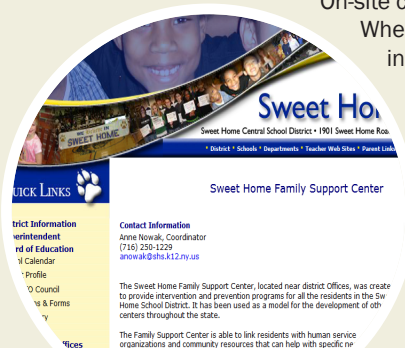 On-site
Whe
in
Sweet Ho
Sweet Home Central School District • 1901 Sweet Home Roa
* District * Schools * Departments * Teacher Web Sites * Parent Links
SWEET HOME
UICK LINKS
Sweet Home Family Support Center
trict Information
perintendent
rd of Education
ol Calendar
Profile
O Council
s & Forms
ry
ffices
Contact Information
Anne Nowak, Coordinator
(716) 250-1229
anowak@shs.k12.ny.us
The Sweet Home Family Support Center, located near district Offices, was create
to provide intervention and prevention programs for all the residents in the Sw
Home School District. It has been used as a model for the development of oth
centers throughout the state.
The Family Support Center is able to link residents with human service
organizations and community resources that can help with specific ne